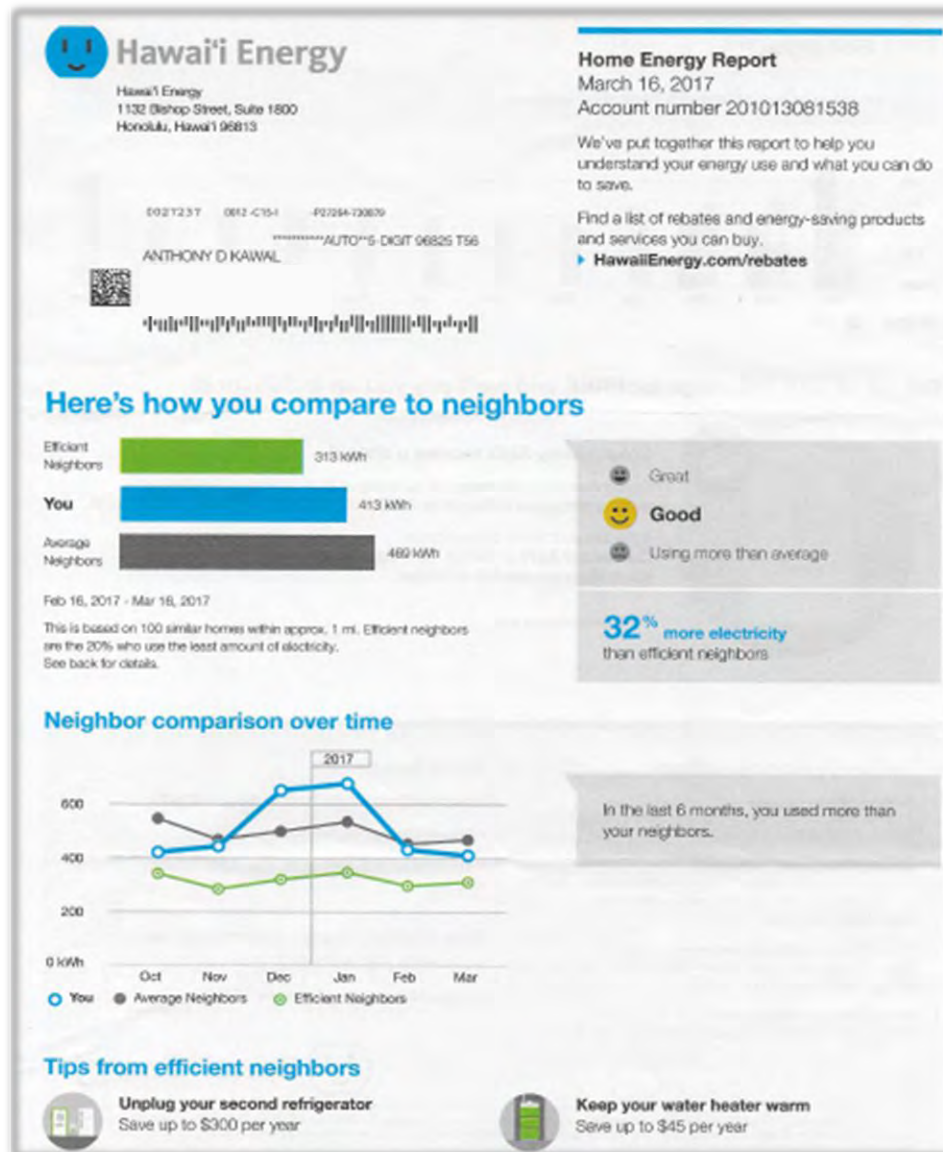 Hawai'i Energy
Hawai'i Energy
1132 Bishop Street, Suite 1800
Honolulu, Hawai'i 96813
Home Energy Report
March 16, 2017
Account number 201013081538
We've put together this report to help you
understand your energy use and what you can do
to save.
Find a list of rebates and energy-saving products
and services you can buy.
HawaiiEnergy.com/rebates
0027237 0012 -C15-I
AUTO**5-DIGIT 96825 T56
ANTHONY D KAWAL
Here's how you compare to neighbors
Efficient
Neighbors
313 kWh
You
413 kWh
Average
Neighbors
469 kWh
Great
Good
Using more than average
Feb 16, 2017 - Mar 16, 2017
This is based on 100 similar homes within approx. 1 mi. Efficient neighbors
are the 20% who use the least amount of electricity.
See back for details.
32% more electricity
than efficient neighbors
Neighbor comparison over time
2017
600
400
200
0 kWh
Oct Nov Dec Jan Feb Mar
You Average Neighbors Efficient Neighbors
In the last 6 months, you used more than
your neighbors.
Tips from efficient neighbors
Unplug your second refrigerator
Save up to $300 per year
Keep your water heater warm
Save up to $45 per year